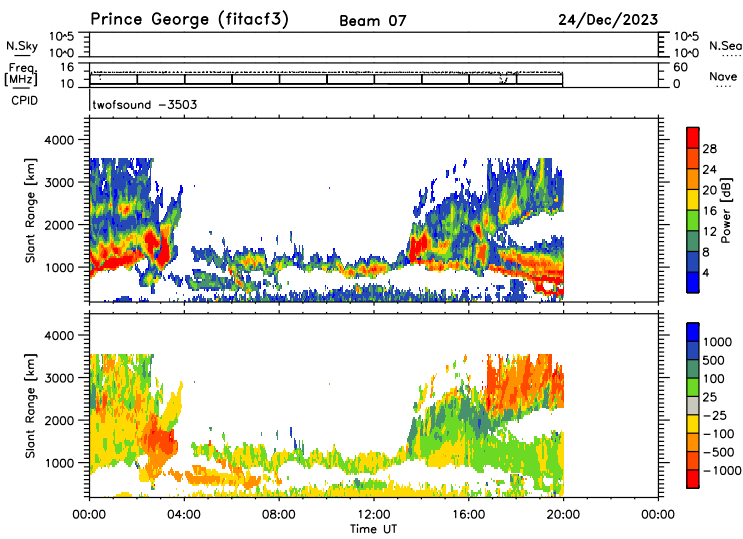 Prince George (fitacf3) Beam 07 24/Dec/2023
N.Sky 10^5 10^0 10^5 10^0 N.Sea
Freq. [MHz] 16 10 60 0 Nave
CPID twofsound -3503
Slant Range [km] 4000 3000 2000 1000
28 24 20 16 12 8 4 Power [dB]
Slant Range [km] 4000 3000 2000 1000
1000 500 100 25 -25 -100 -500 -1000
00:00 04:00 08:00 12:00 16:00 20:00 00:00
Time UT